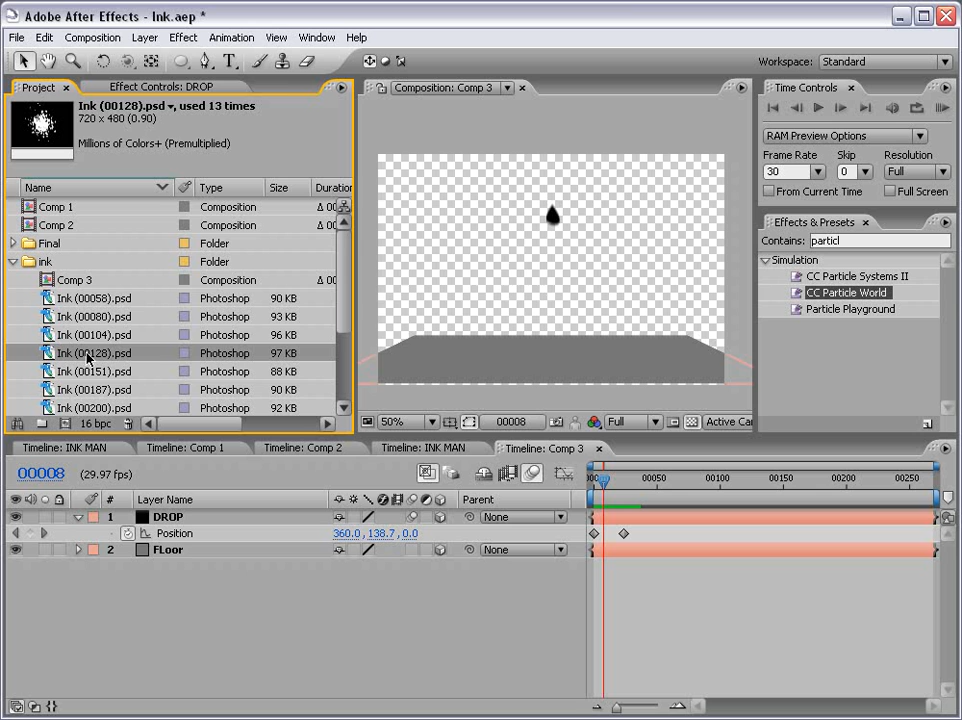 Adobe After Effects - Ink.aep *
File Edit Composition Layer Effect Animation View Window Help
Workspace: Standard
Project Effect Controls: DROP
Ink (00128).psd, used 13 times
720 x 480 (0.90)
Millions of Colors+ (Premultiplied)
Name Type Size Duration
Comp 1 Composition Δ 00
Comp 2 Composition Δ 00
Final Folder
ink Folder
Comp 3 Composition Δ 00
Ink (00058).psd Photoshop 90 KB
Ink (00080).psd Photoshop 93 KB
Ink (00104).psd Photoshop 96 KB
Ink (00128).psd Photoshop 97 KB
Ink (00151).psd Photoshop 88 KB
Ink (00187).psd Photoshop 90 KB
Ink (00200).psd Photoshop 92 KB
16 bpc
Composition: Comp 3
50% 00008 Full Active Ca
Time Controls
RAM Preview Options
Frame Rate Skip Resolution
30 0 Full
From Current Time Full Screen
Effects & Presets
Contains: particl
Simulation
CC Particle Systems II
CC Particle World
Particle Playground
Timeline: INK MAN Timeline: Comp 1 Timeline: Comp 2 Timeline: INK MAN Timeline: Comp 3
00008 (29.97 fps)
00050 00100 00150 00200 00250
# Layer Name Parent
1 DROP None
Position 360.0, 138.7, 0.0
2 FLoor None